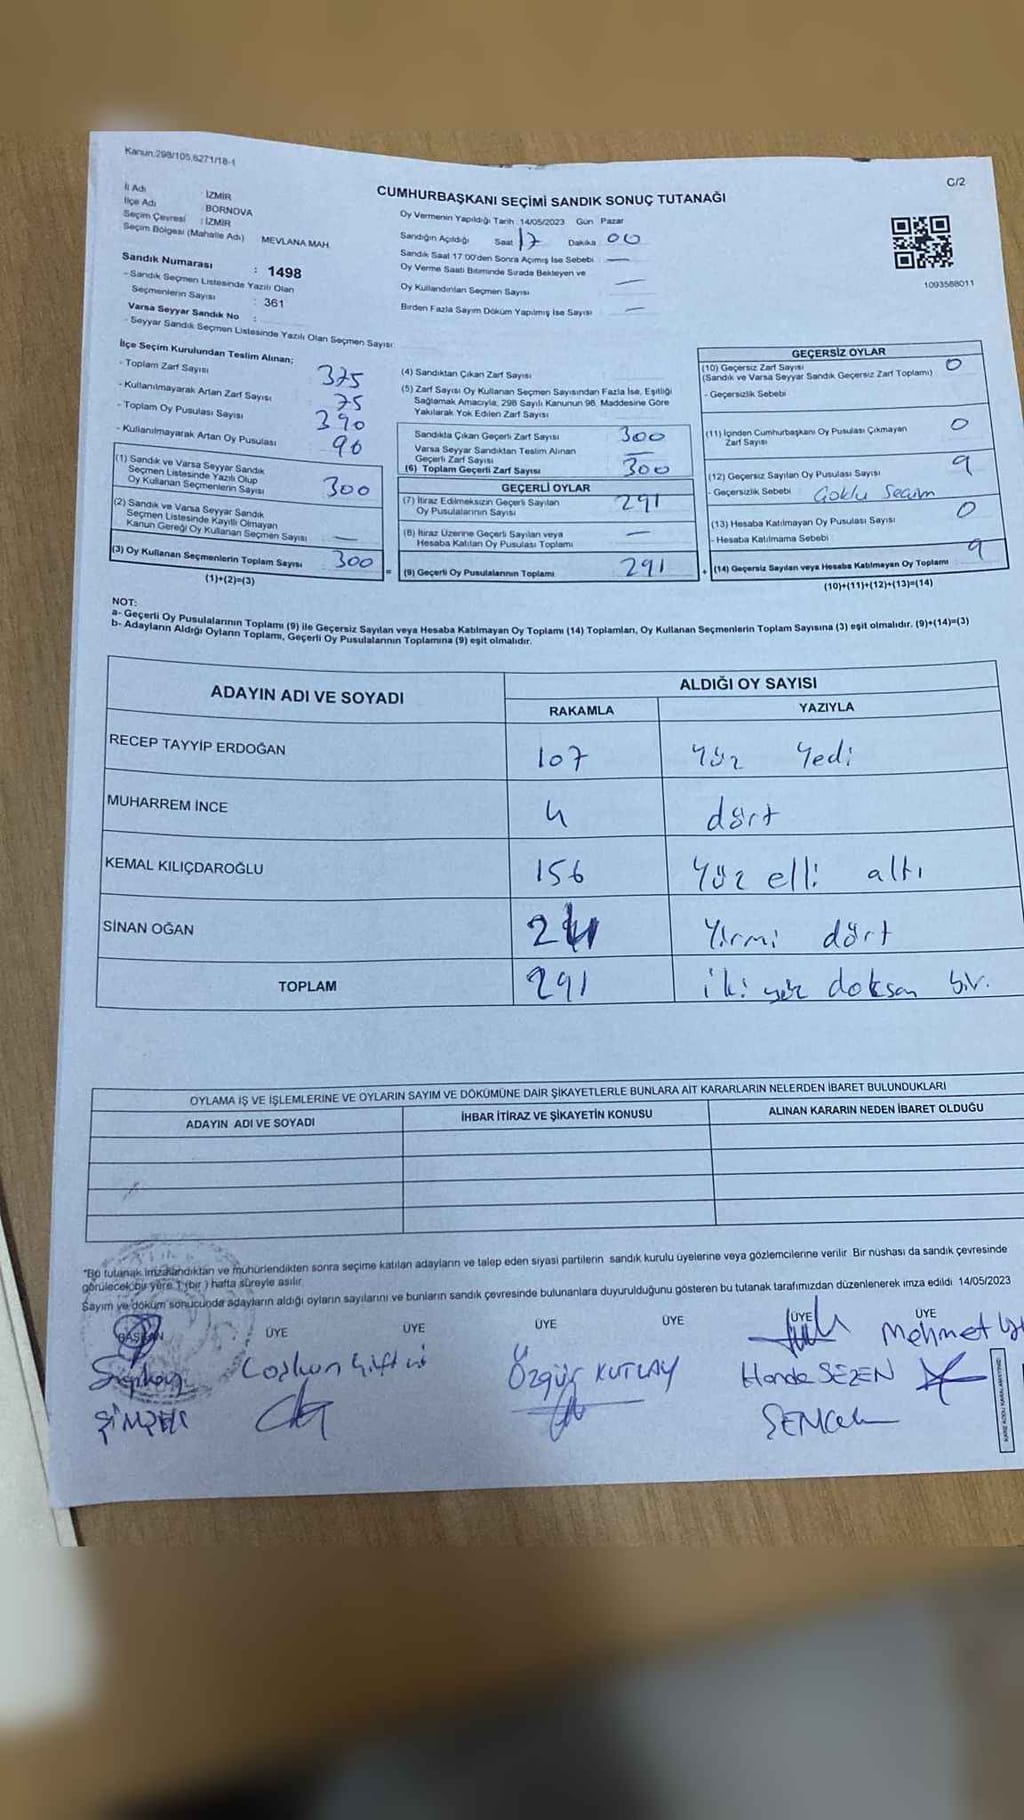 Kanun.298/105,6271/18-1
C/2
CUMHURBAŞKANI SEÇİMİ SANDIK SONUÇ TUTANAĞI
İl Adı : İZMİR
İlçe Adı : BORNOVA
Seçim Çevresi : İZMİR
Seçim Bölgesi (Mahalle Adı) MEVLANA MAH.
Sandık Numarası : 1498
- Sandık Seçmen Listesinde Yazılı Olan
Seçmenlerin Sayısı : 361
Varsa Seyyar Sandık No :
- Seyyar Sandık Seçmen Listesinde Yazılı Olan Seçmen Sayısı:
Oy Vermenin Yapıldığı Tarih 14/05/2023 Gün Pazar
Sandığın Açıldığı Saat 17 Dakika 00
Sandık Saat 17:00'den Sonra Açımış İse Sebebi —
Oy Verme Saati Bitiminde Sırada Bekleyen ve
Oy Kullandırılan Seçmen Sayısı —
Birden Fazla Sayım Döküm Yapılmış İse Sayısı —
1093568011
İlçe Seçim Kurulundan Teslim Alınan;
- Toplam Zarf Sayısı 375
- Kullanılmayarak Artan Zarf Sayısı 75
- Toplam Oy Pusulası Sayısı 390
- Kullanılmayarak Artan Oy Pusulası 90
(1) Sandık ve Varsa Seyyar Sandık
Seçmen Listesinde Yazılı Olup
Oy Kullanan Seçmenlerin Sayısı 300
(2) Sandık ve Varsa Seyyar Sandık
Seçmen Listesinde Kayıtlı Olmayan
Kanun Gereği Oy Kullanan Seçmen Sayısı —
(3) Oy Kullanan Seçmenlerin Toplam Sayısı 300
(1)+(2)=(3)
(4) Sandıktan Çıkan Zarf Sayısı
(5) Zarf Sayısı Oy Kullanan Seçmen Sayısından Fazla İse, Eşitliği
Sağlamak Amacıyla, 298 Sayılı Kanunun 98. Maddesine Göre
Yakılarak Yok Edilen Zarf Sayısı
Sandıkta Çıkan Geçerli Zarf Sayısı 300
Varsa Seyyar Sandıktan Teslim Alınan
Geçerli Zarf Sayısı —
(6) Toplam Geçerli Zarf Sayısı 300
GEÇERLİ OYLAR
(7) İtiraz Edilmeksizin Geçerli Sayılan
Oy Pusulalarının Sayısı 291
(8) İtiraz Üzerine Geçerli Sayılan veya
Hesaba Katılan Oy Pusulası Toplamı —
= (9) Geçerli Oy Pusulalarının Toplamı 291
GEÇERSİZ OYLAR
(10) Geçersiz Zarf Sayısı 0
(Sandık ve Varsa Seyyar Sandık Geçersiz Zarf Toplamı)
- Geçersizlik Sebebi
(11) İçinden Cumhurbaşkanı Oy Pusulası Çıkmayan
Zarf Sayısı 0
(12) Geçersiz Sayılan Oy Pusulası Sayısı 9
- Geçersizlik Sebebi Çoklu Seçim
(13) Hesaba Katılmayan Oy Pusulası Sayısı 0
- Hesaba Katılmama Sebebi
+ (14) Geçersiz Sayılan veya Hesaba Katılmayan Oy Toplamı 9
(10)+(11)+(12)+(13)=(14)
NOT:
a- Geçerli Oy Pusulalarının Toplamı (9) ile Geçersiz Sayılan veya Hesaba Katılmayan Oy Toplamı (14) Toplamları, Oy Kullanan Seçmenlerin Toplam Sayısına (3) eşit olmalıdır. (9)+(14)=(3)
b- Adayların Aldığı Oyların Toplamı, Geçerli Oy Pusulalarının Toplamına (9) eşit olmalıdır.
ADAYIN ADI VE SOYADI ALDIĞI OY SAYISI
RAKAMLA YAZIYLA
RECEP TAYYİP ERDOĞAN 107 Yüz Yedi
MUHARREM İNCE 4 dört
KEMAL KILIÇDAROĞLU 156 Yüz elli altı
SİNAN OĞAN 24 Yirmi dört
TOPLAM 291 iki yüz doksan bir.
OYLAMA İŞ VE İŞLEMLERİNE VE OYLARIN SAYIM VE DÖKÜMÜNE DAİR ŞİKAYETLERLE BUNLARA AİT KARARLARIN NELERDEN İBARET BULUNDUKLARI
ADAYIN ADI VE SOYADI İHBAR İTİRAZ VE ŞİKAYETİN KONUSU ALINAN KARARIN NEDEN İBARET OLDUĞU
*Bu tutanak imzalandıktan ve mühürlendikten sonra seçime katılan adayların ve talep eden siyasi partilerin sandık kurulu üyelerine veya gözlemcilerine verilir. Bir nüshası da sandık çevresinde
görülecek bir yere 1 (bir) hafta süreyle asılır.
Sayım ve döküm sonucunda adayların aldığı oyların sayılarını ve bunların sandık çevresinde bulunanlara duyurulduğunu gösteren bu tutanak tarafımızdan düzenlenerek imza edildi 14/05/2023
BAŞKAN ÜYE ÜYE ÜYE ÜYE ÜYE ÜYE
Coşkun Çiftçi Özgür KUTLAY Hande SEZEN Mehmet
ŞİMŞEK SENCAN